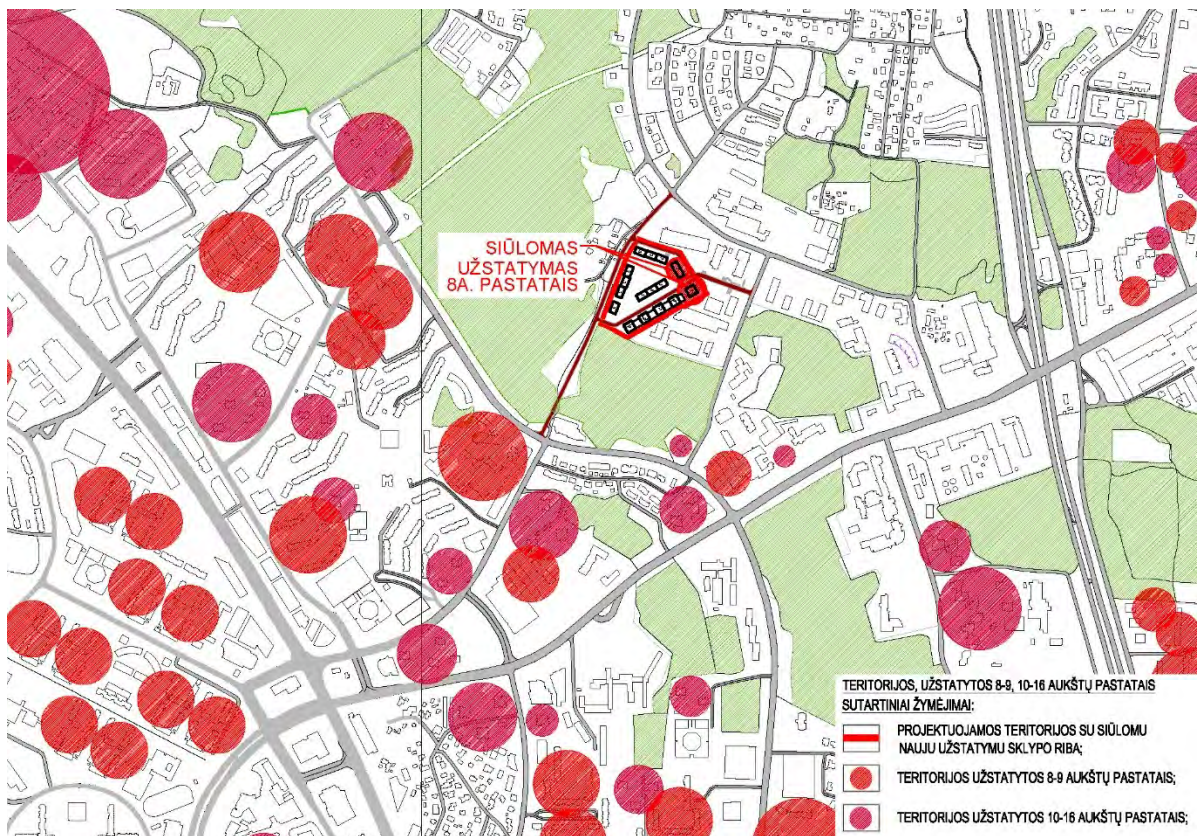 SIŪLOMAS
UŽSTATYMAS
8A. PASTATAIS
TERITORIJOS, UŽSTATYTOS 8-9, 10-16 AUKŠTŲ PASTATAIS
SUTARTINIAI ŽYMĖJIMAI:
PROJEKTUOJAMOS TERITORIJOS SU SIŪLOMU
NAUJU UŽSTATYMU SKLYPO RIBA;
TERITORIJOS UŽSTATYTOS 8-9 AUKŠTŲ PASTATAIS;
TERITORIJOS UŽSTATYTOS 10-16 AUKŠTŲ PASTATAIS;